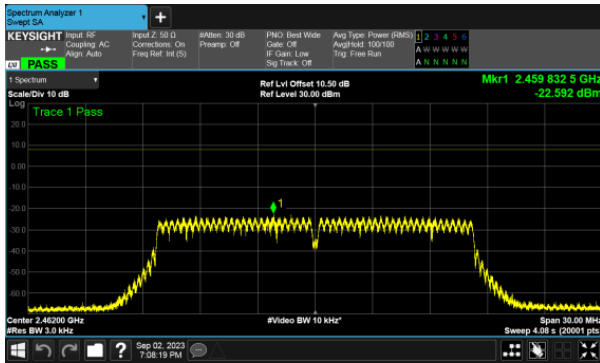 Spectrum Analyzer 1
Swept SA
+
KEYSIGHT
Input: RF
Coupling: AC
Align: Auto
Input Z: 50 Ω
Corrections: On
Freq Ref: Int (S)
#Atten: 30 dB
Preamp: Off
PNO: Best Wide
Gate: Off
IF Gain: Low
Sig Track: Off
Avg Type: Power (RMS)
Avg|Hold: 100/100
Trig: Free Run
1 2 3 4 5 6
A W W W W W
A N N N N N
LXI PASS
1 Spectrum
Scale/Div 10 dB
Ref Lvl Offset 10.50 dB
Ref Level 30.00 dBm
Mkr1 2.459 832 5 GHz
-22.592 dBm
Log
Trace 1 Pass
20.0
10.0
0.00
-10.0
1
-20.0
-30.0
-40.0
-50.0
-60.0
Center 2.46200 GHz
#Res BW 3.0 kHz
#Video BW 10 kHz*
Span 30.00 MHz
Sweep 4.08 s (20001 pts)
?
Sep 02, 2023
7:08:19 PM